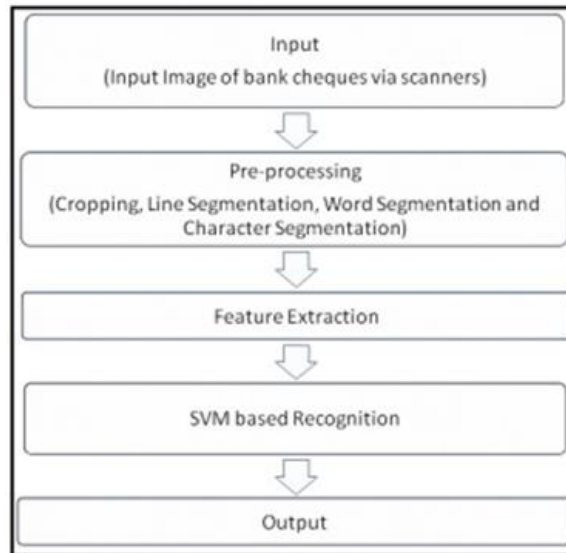 Input
(Input Image of bank cheques via scanners)
Pre-processing
(Cropping, Line Segmentation, Word Segmentation and
Character Segmentation)
Feature Extraction
SVM based Recognition
Output